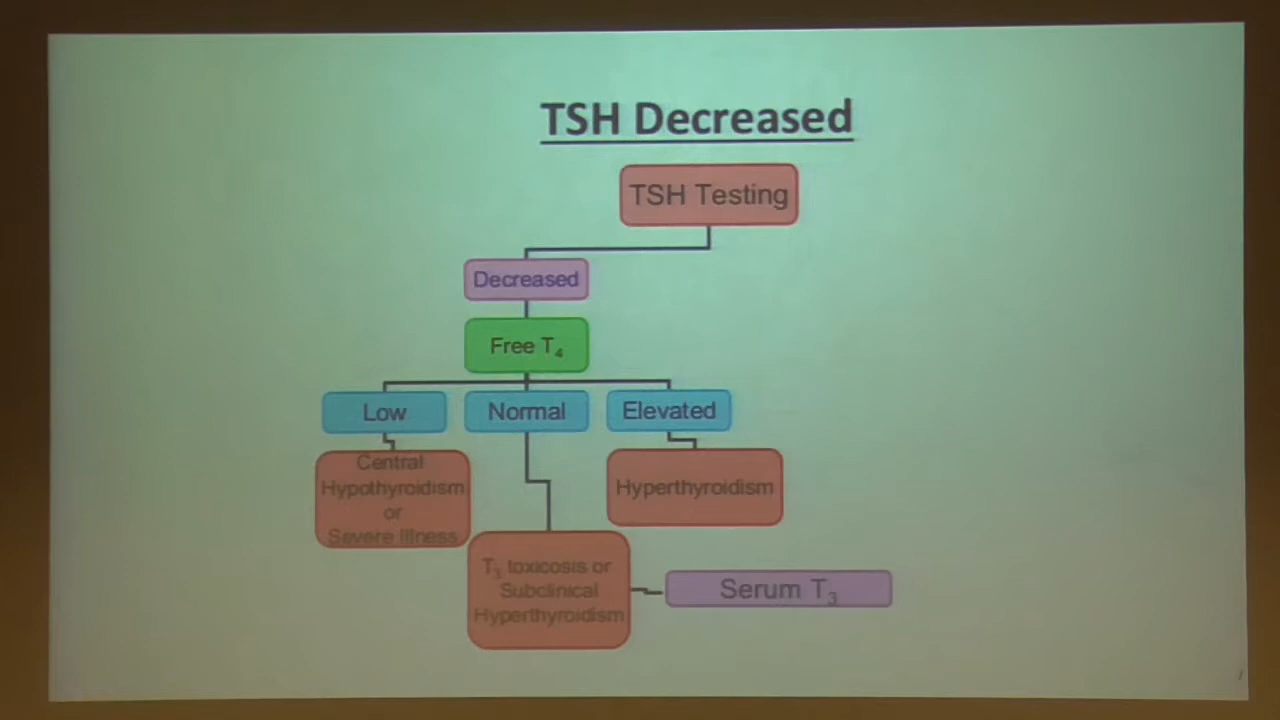 TSH Decreased
TSH Testing
Decreased
Free T₄
Low
Normal
Elevated
Central
Hypothyroidism
or
Severe Illness
Hyperthyroidism
T₃ toxicosis or
Subclinical
Hyperthyroidism
Serum T₃